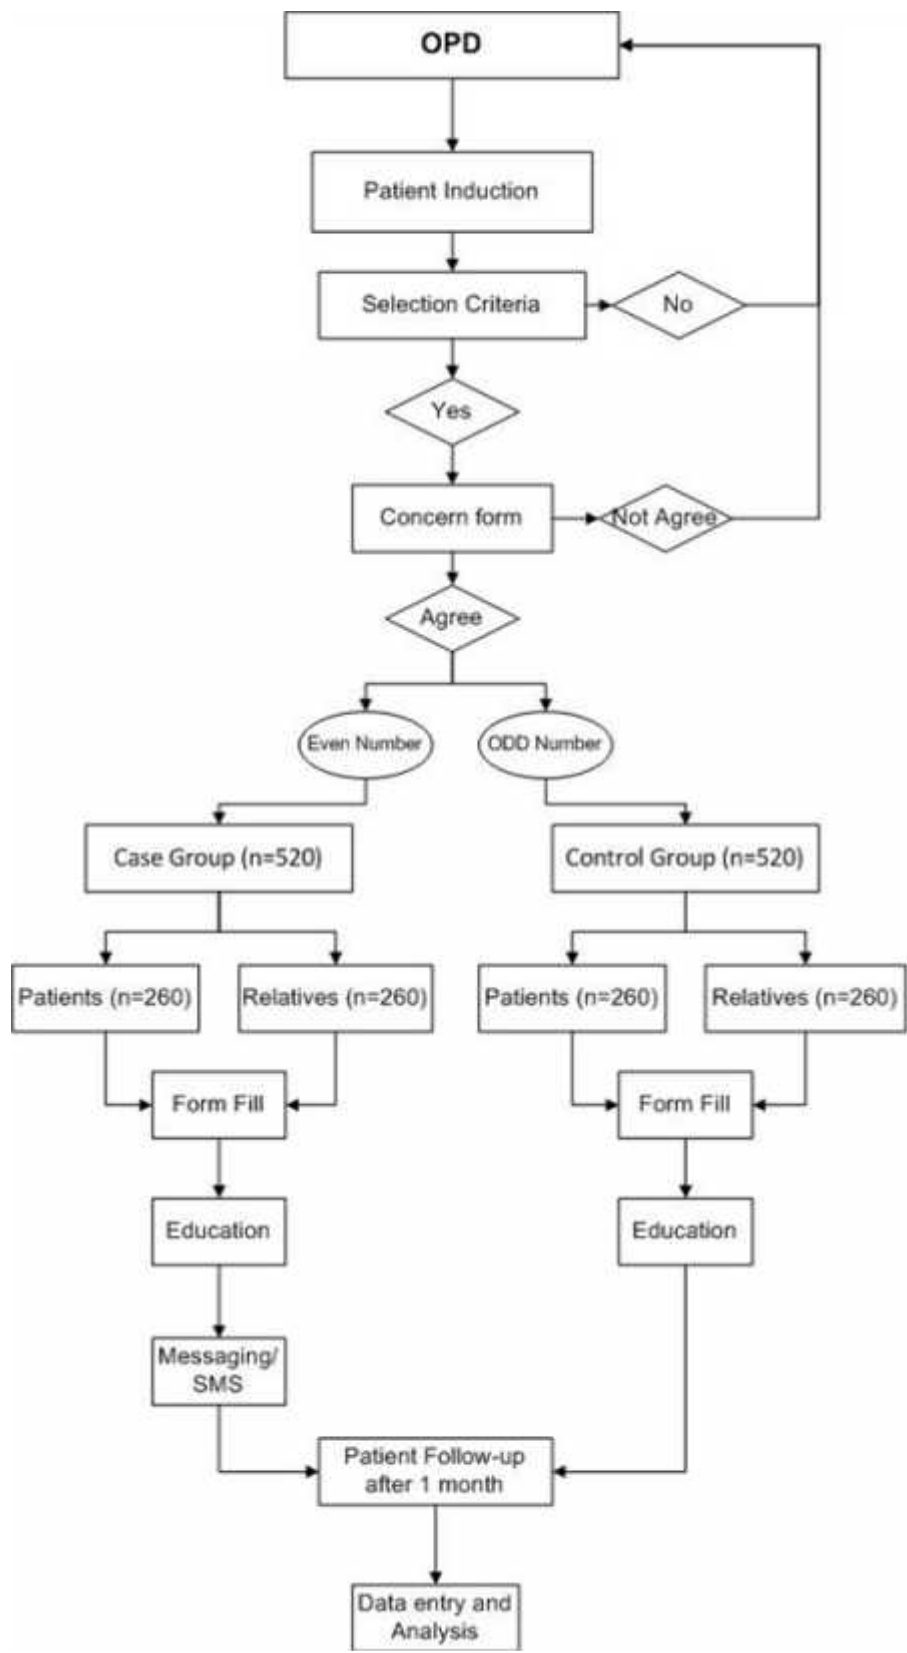 OPD
Patient Induction
Selection Criteria
No
Yes
Concern form
Not Agree
Agree
Even Number
ODD Number
Case Group (n=520)
Control Group (n=520)
Patients (n=260)
Relatives (n=260)
Patients (n=260)
Relatives (n=260)
Form Fill
Form Fill
Education
Education
Messaging/
SMS
Patient Follow-up
after 1 month
Data entry and
Analysis